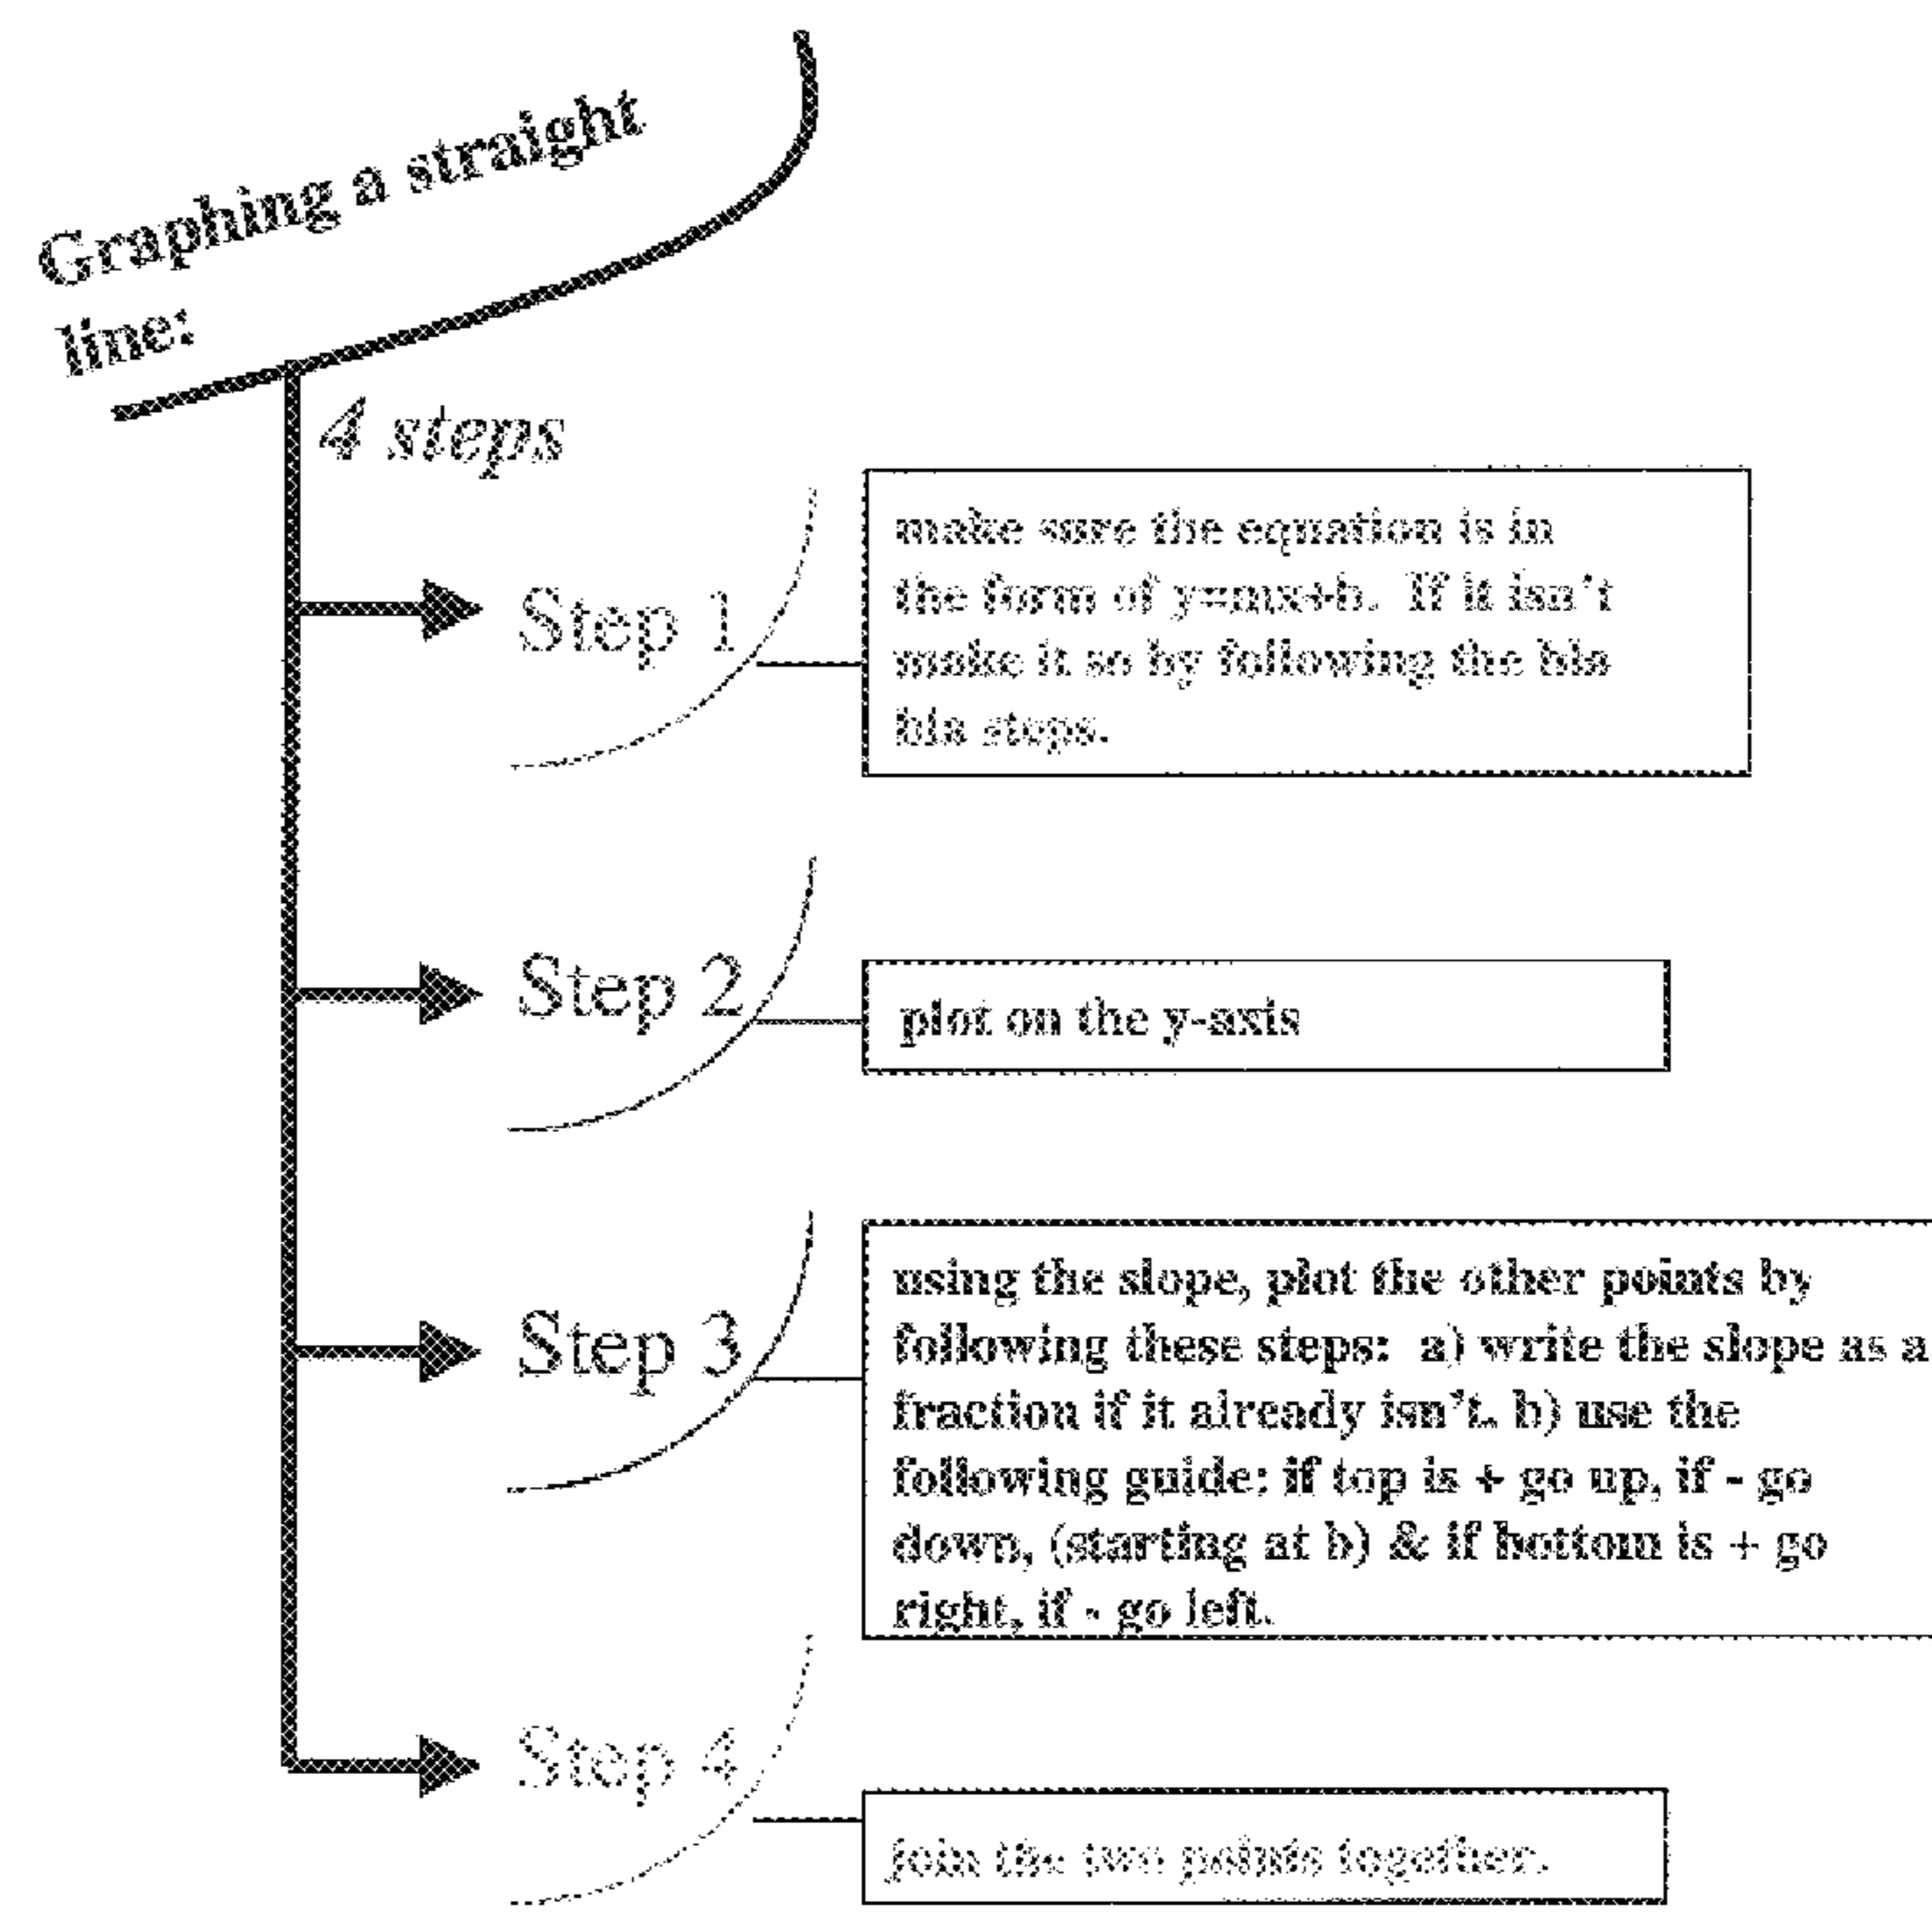 Graphing a straight
line:
4 steps
Step 1
make sure the equation is in
the form of y=mx+b. If it isn't
make it so by following the bla
bla steps.
Step 2
plot on the y-axis
Step 3
using the slope, plot the other points by
following these steps: a) write the slope as a
fraction if it already isn't. b) use the
following guide: if top is + go up, if - go
down, (starting at b) & if bottom is + go
right, if - go left.
Step 4
join the two points together.